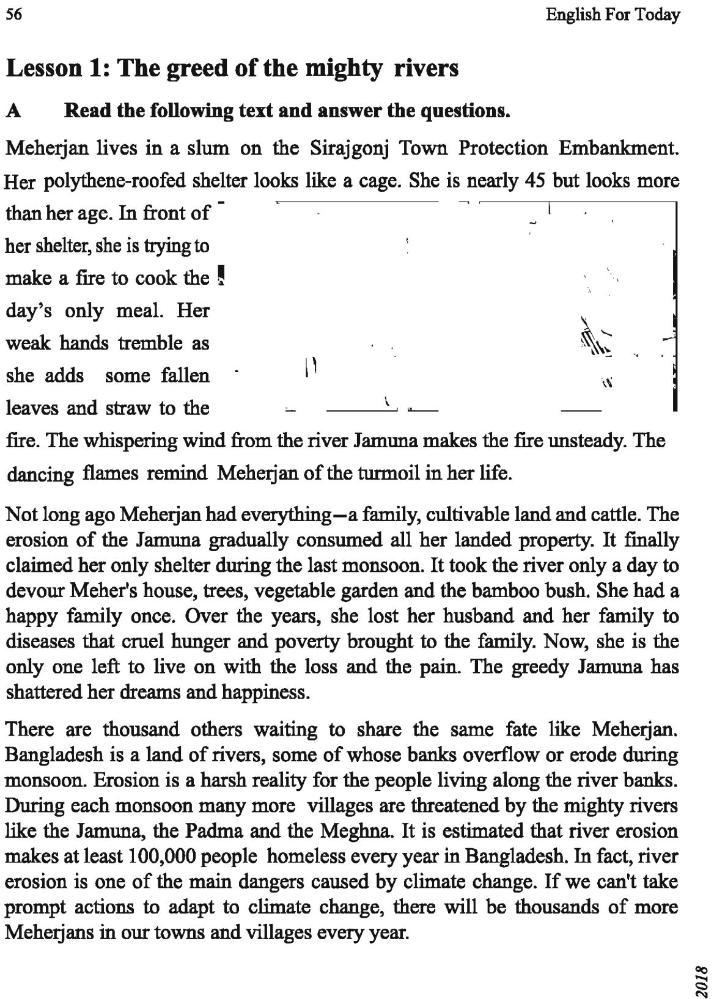 56 English For Today
Lesson 1: The greed of the mighty rivers
A Read the following text and answer the questions.
Meherjan lives in a slum on the Sirajgonj Town Protection Embankment.
Her polythene-roofed shelter looks like a cage. She is nearly 45 but looks more
than her age. In front of
her shelter, she is trying to
make a fire to cook the
day's only meal. Her
weak hands tremble as
she adds some fallen
leaves and straw to the
fire. The whispering wind from the river Jamuna makes the fire unsteady. The
dancing flames remind Meherjan of the turmoil in her life.
Not long ago Meherjan had everything—a family, cultivable land and cattle. The
erosion of the Jamuna gradually consumed all her landed property. It finally
claimed her only shelter during the last monsoon. It took the river only a day to
devour Meher's house, trees, vegetable garden and the bamboo bush. She had a
happy family once. Over the years, she lost her husband and her family to
diseases that cruel hunger and poverty brought to the family. Now, she is the
only one left to live on with the loss and the pain. The greedy Jamuna has
shattered her dreams and happiness.
There are thousand others waiting to share the same fate like Meherjan.
Bangladesh is a land of rivers, some of whose banks overflow or erode during
monsoon. Erosion is a harsh reality for the people living along the river banks.
During each monsoon many more villages are threatened by the mighty rivers
like the Jamuna, the Padma and the Meghna. It is estimated that river erosion
makes at least 100,000 people homeless every year in Bangladesh. In fact, river
erosion is one of the main dangers caused by climate change. If we can't take
prompt actions to adapt to climate change, there will be thousands of more
Meherjans in our towns and villages every year.
2018